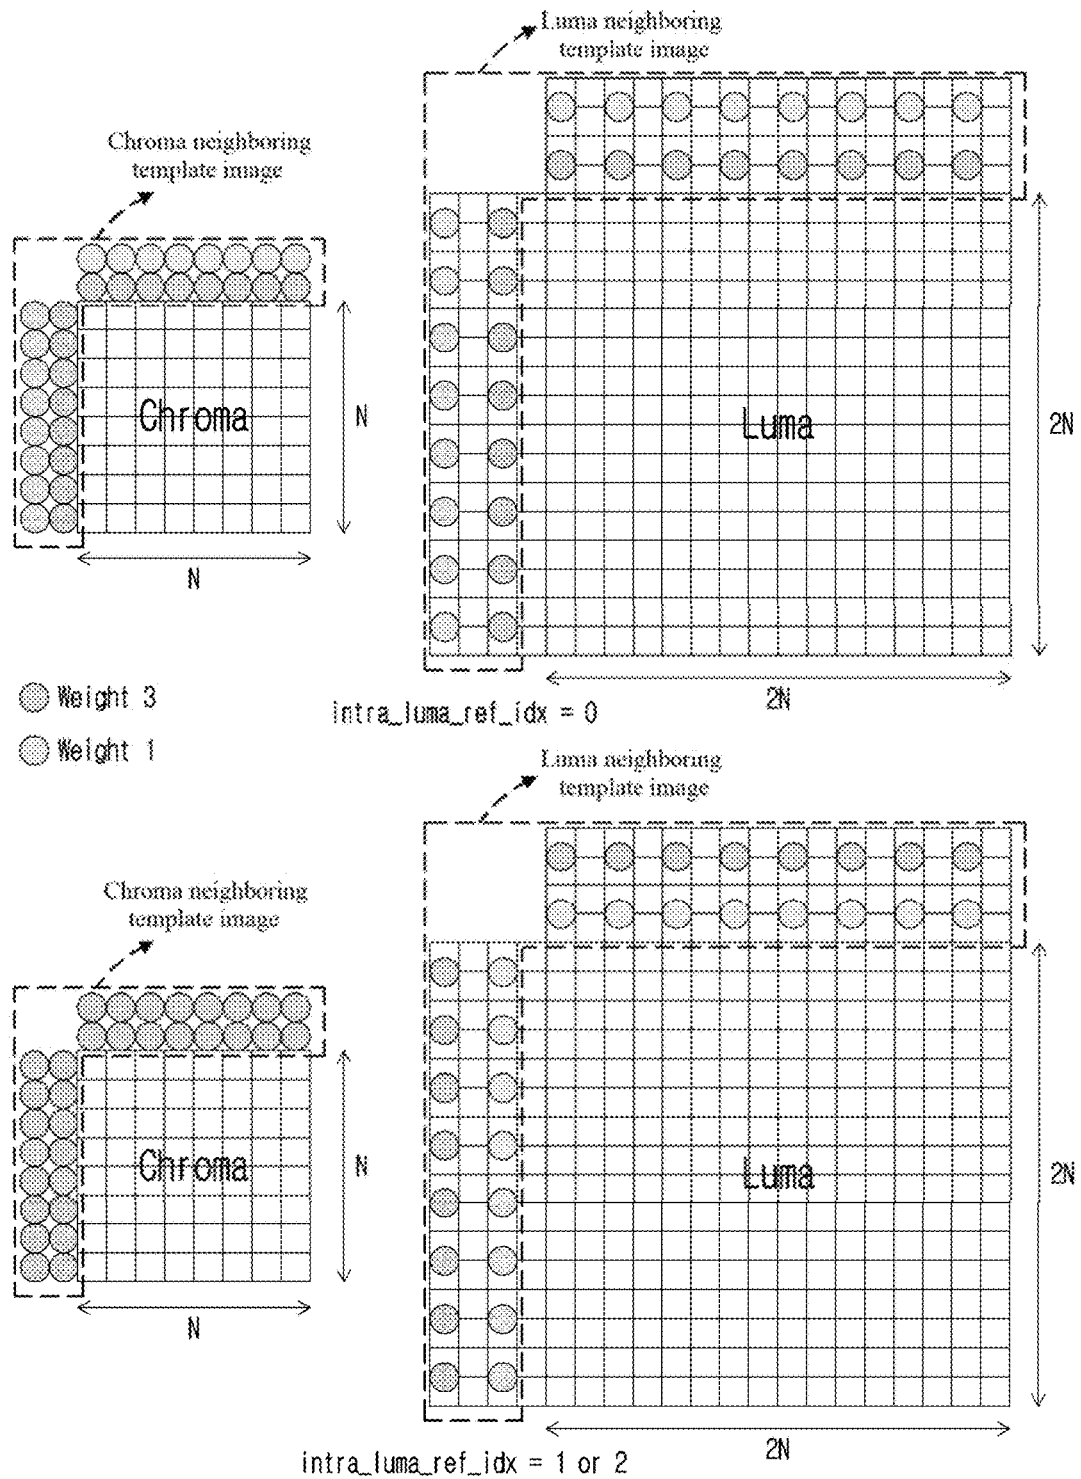 Luma neighboring
template image
Chroma neighboring
template image
Chroma
N
N
Luma
2N
2N
Weight 3
Weight 1
intra_luma_ref_idx = 0
Luma neighboring
template image
Chroma neighboring
template image
Chroma
N
N
Luma
2N
2N
intra_luma_ref_idx = 1 or 2